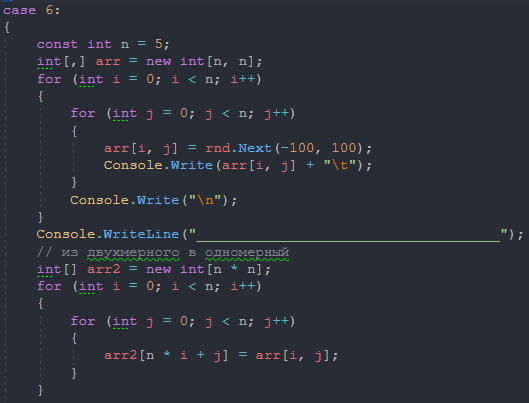 case 6:
{
    const int n = 5;
    int[,] arr = new int[n, n];
    for (int i = 0; i < n; i++)
    {
        for (int j = 0; j < n; j++)
        {
            arr[i, j] = rnd.Next(-100, 100);
            Console.Write(arr[i, j] + "\t");
        }
        Console.Write("\n");
    }
    Console.WriteLine("______________________________________");
    // из двухмерного в одномерный
    int[] arr2 = new int[n * n];
    for (int i = 0; i < n; i++)
    {
        for (int j = 0; j < n; j++)
        {
            arr2[n * i + j] = arr[i, j];
        }
    }